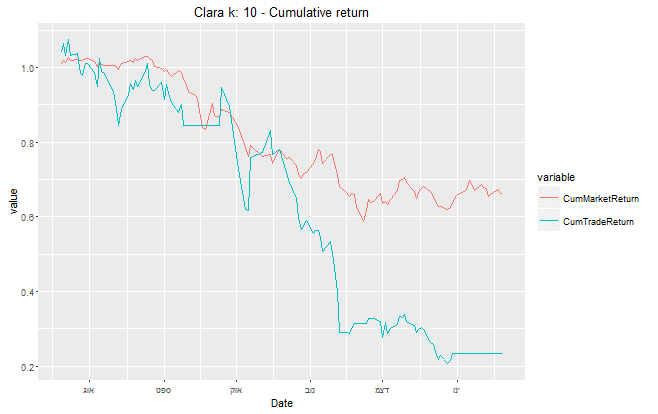 Clara k: 10 - Cumulative return
value
1.0
0.8
0.6
0.4
0.2
אוג
ספט
אוק
נוב
דצמ
ינו
Date
variable
CumMarketReturn
CumTradeReturn